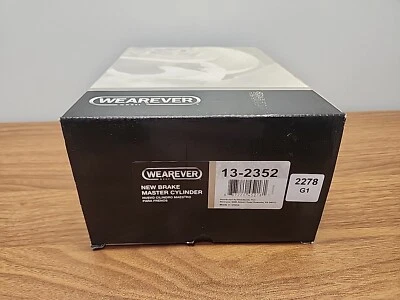 WEAREVER
WEAREVER
NEW BRAKE
MASTER CYLINDER
NUEVO CILINDRO MAESTRO
PARA FRENOS
13-2352
2278
G1